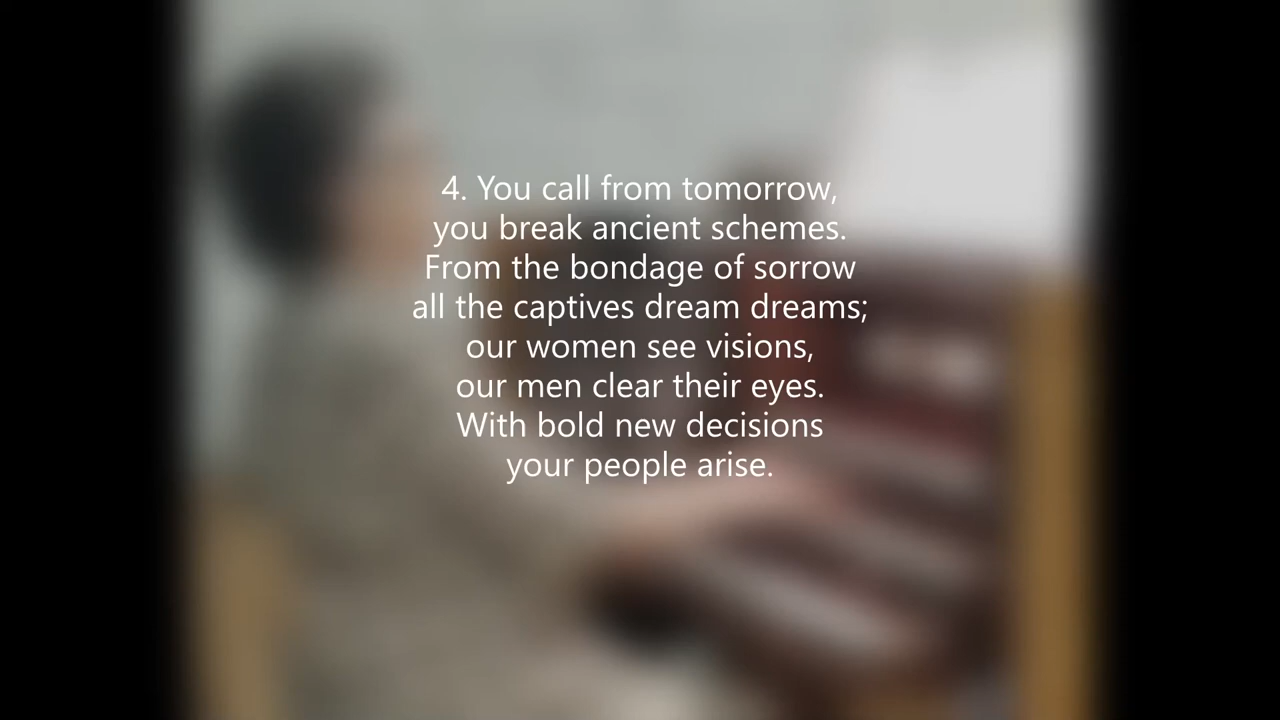 4. You call from tomorrow,
you break ancient schemes.
From the bondage of sorrow
all the captives dream dreams;
our women see visions,
our men clear their eyes.
With bold new decisions
your people arise.